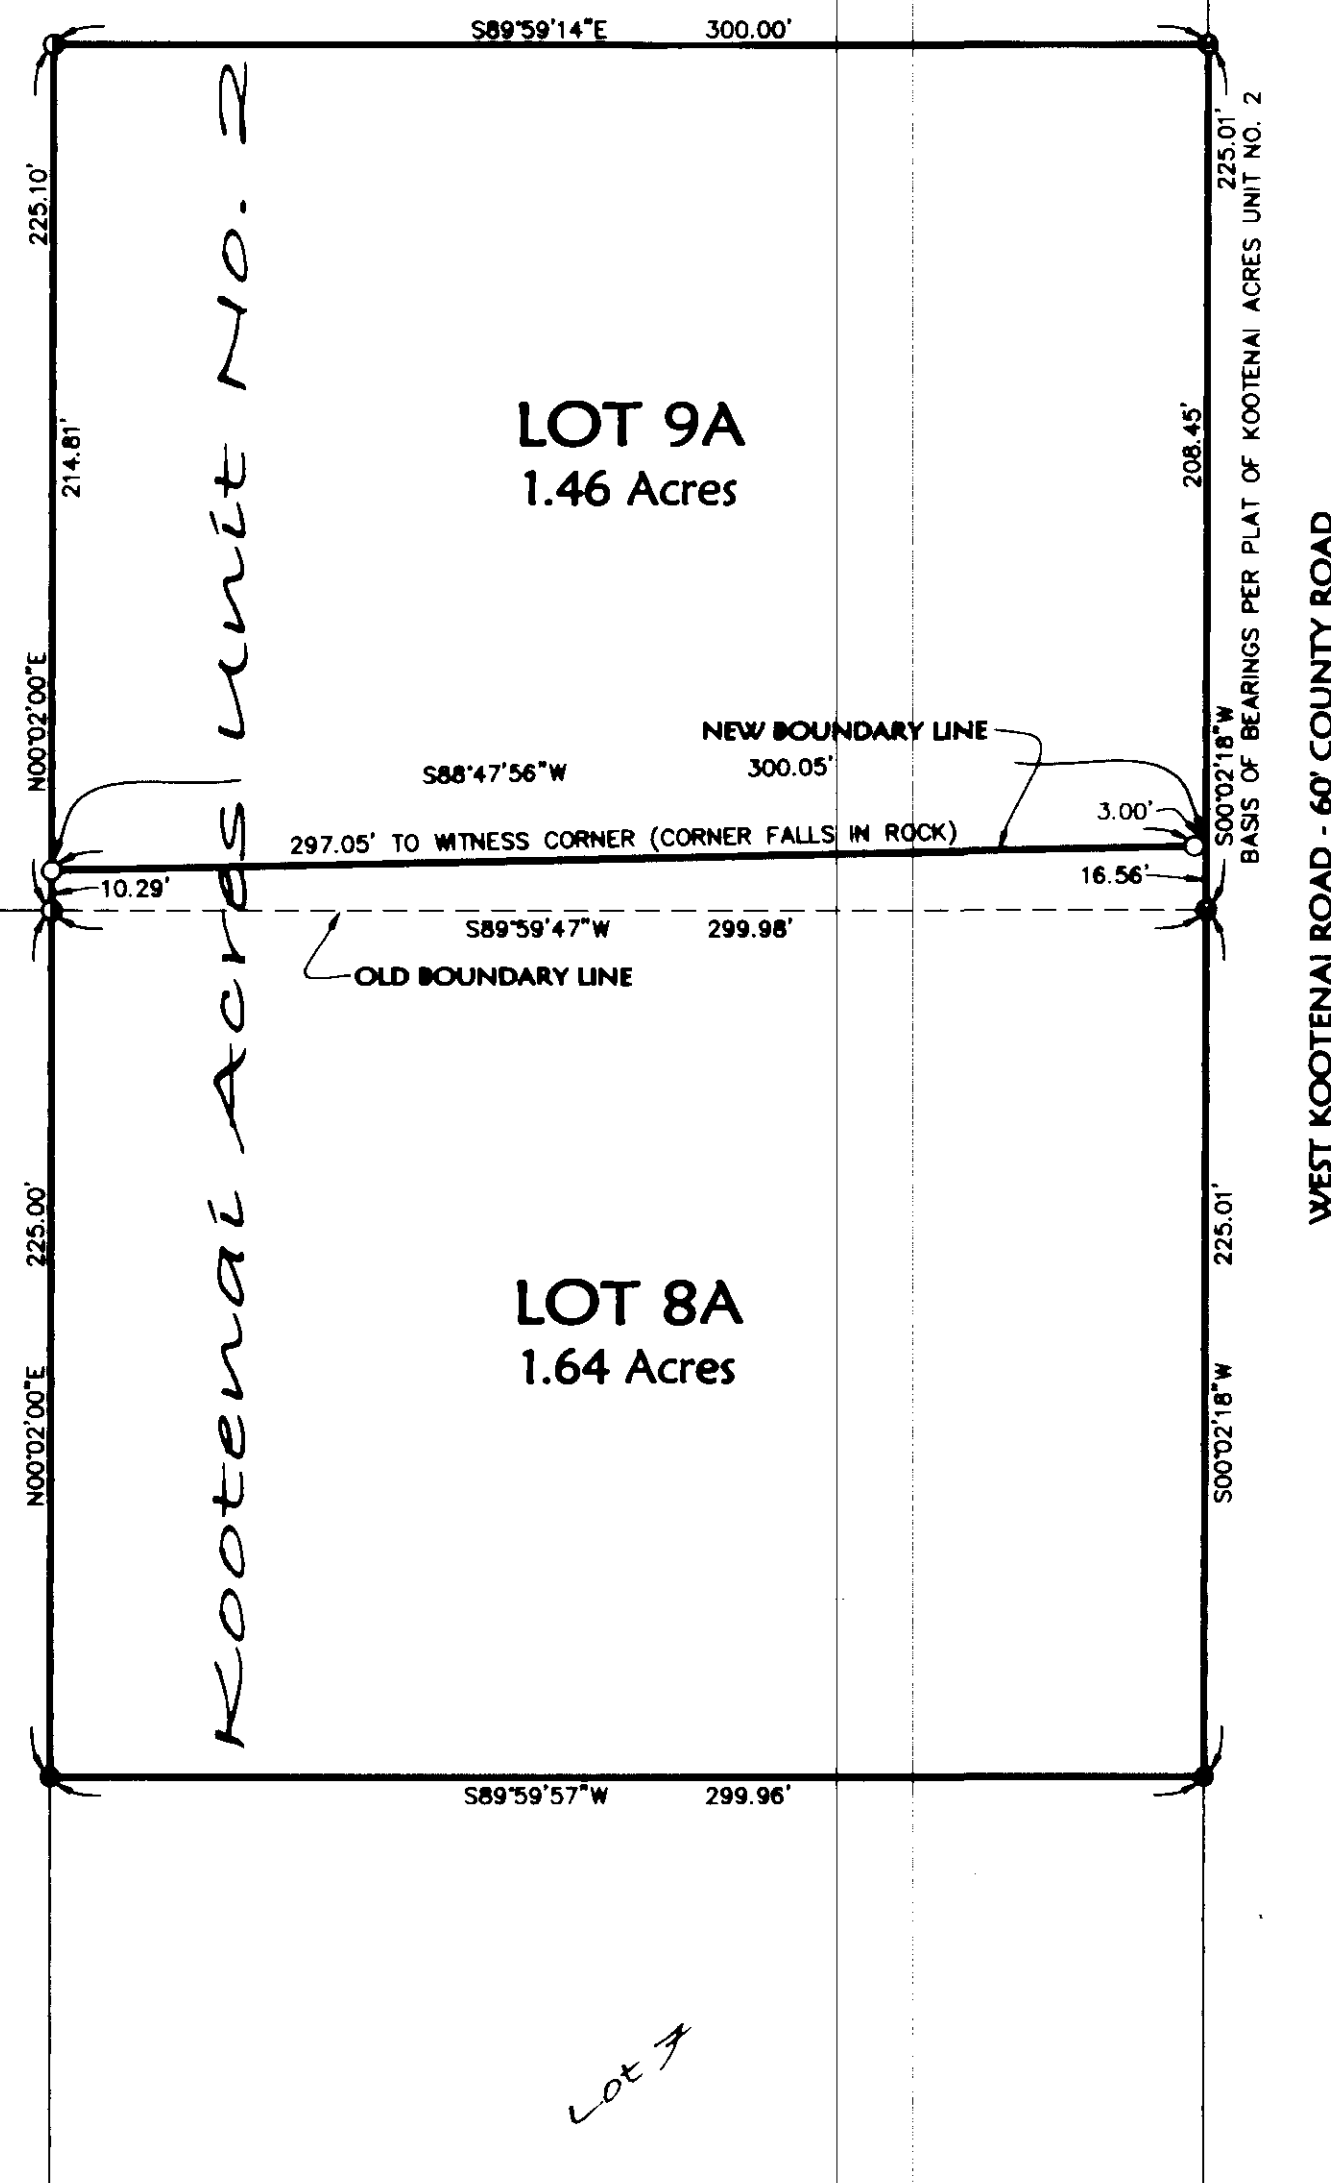 S89°59'14"E 300.00'
225.10'
225.01'
Kootenai Acres Unit No. 2
BASIS OF BEARINGS PER PLAT OF KOOTENAI ACRES UNIT NO. 2
LOT 9A
1.46 Acres
214.81'
208.45'
WEST KOOTENAI ROAD - 60' COUNTY ROAD
N00°02'00"E
S00°02'18"W
NEW BOUNDARY LINE
S88°47'56"W 300.05'
3.00'
297.05' TO WITNESS CORNER (CORNER FALLS IN ROCK)
10.29'
16.56'
S89°59'47"W 299.98'
OLD BOUNDARY LINE
225.00'
225.01'
LOT 8A
1.64 Acres
N00°02'00"E
S00°02'18"W
S89°59'57"W 299.96'
Lot 7